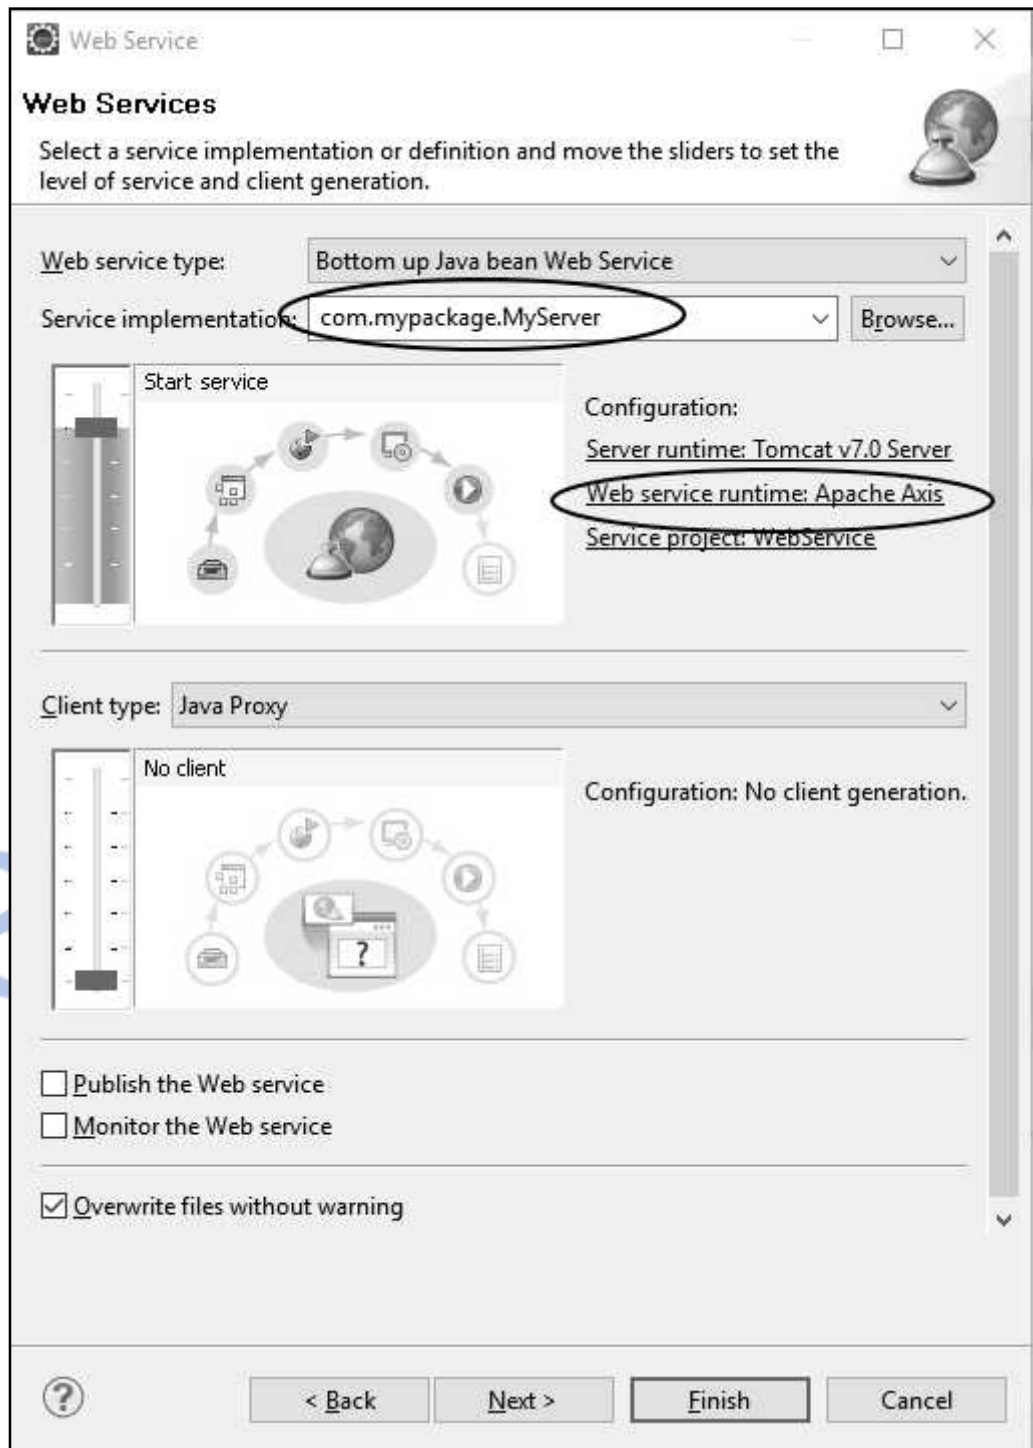 Web Service
Web Services
Select a service implementation or definition and move the sliders to set the
level of service and client generation.
Web service type: Bottom up Java bean Web Service
Service implementation: com.mypackage.MyServer Browse...
Start service
Configuration:
Server runtime: Tomcat v7.0 Server
Web service runtime: Apache Axis
Service project: WebService
Client type: Java Proxy
No client
Configuration: No client generation.
?
Publish the Web service
Monitor the Web service
Overwrite files without warning
? < Back Next > Finish Cancel